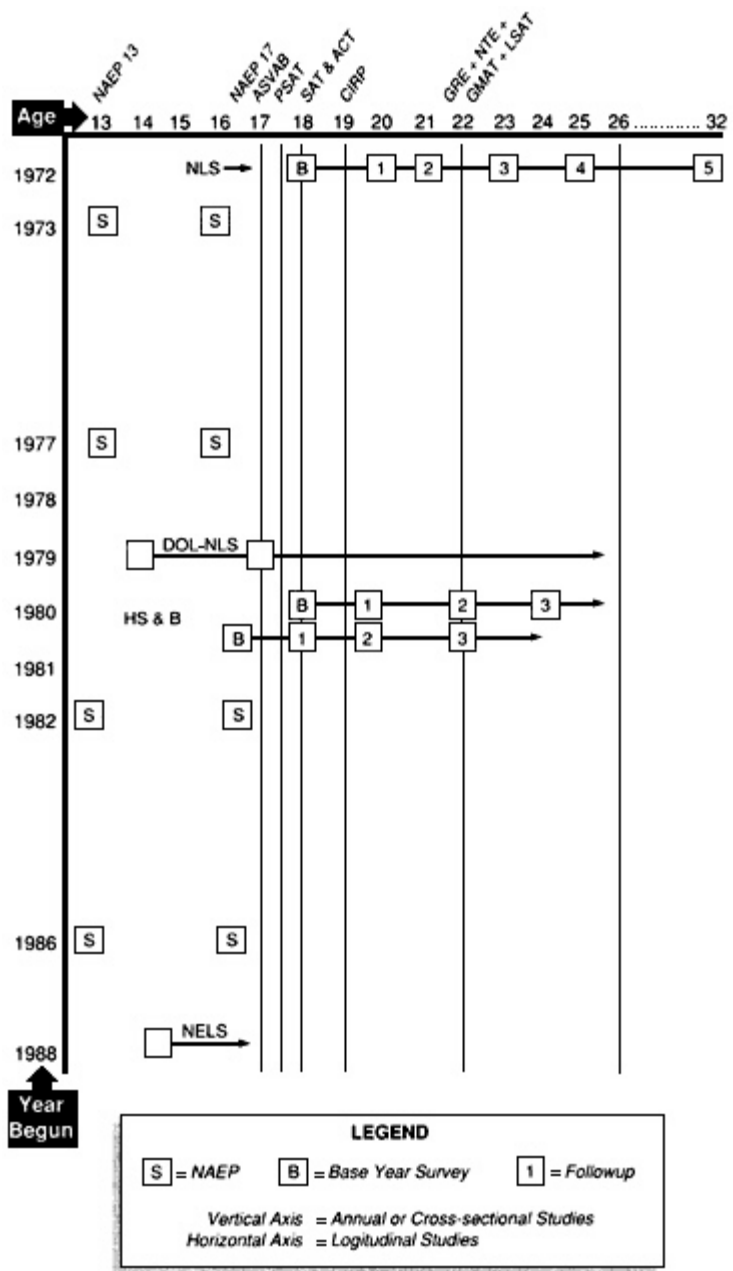 NAEP 13
NAEP 17
ASVAB
PSAT
SAT & ACT
CIRP
GRE + NTE +
GMAT + LSAT
Age 13 14 15 16 17 18 19 20 21 22 23 24 25 26 ............ 32
1972 NLS B 1 2 3 4 5
1973 S S
1977 S S
1978
1979 DOL-NLS
1980 B 1 2 3
HS & B
B 1 2 3
1981
1982 S S
1986 S S
1988 NELS
Year
Begun
LEGEND
S = NAEP B = Base Year Survey 1 = Followup
Vertical Axis = Annual or Cross-sectional Studies
Horizontal Axis = Logitudinal Studies